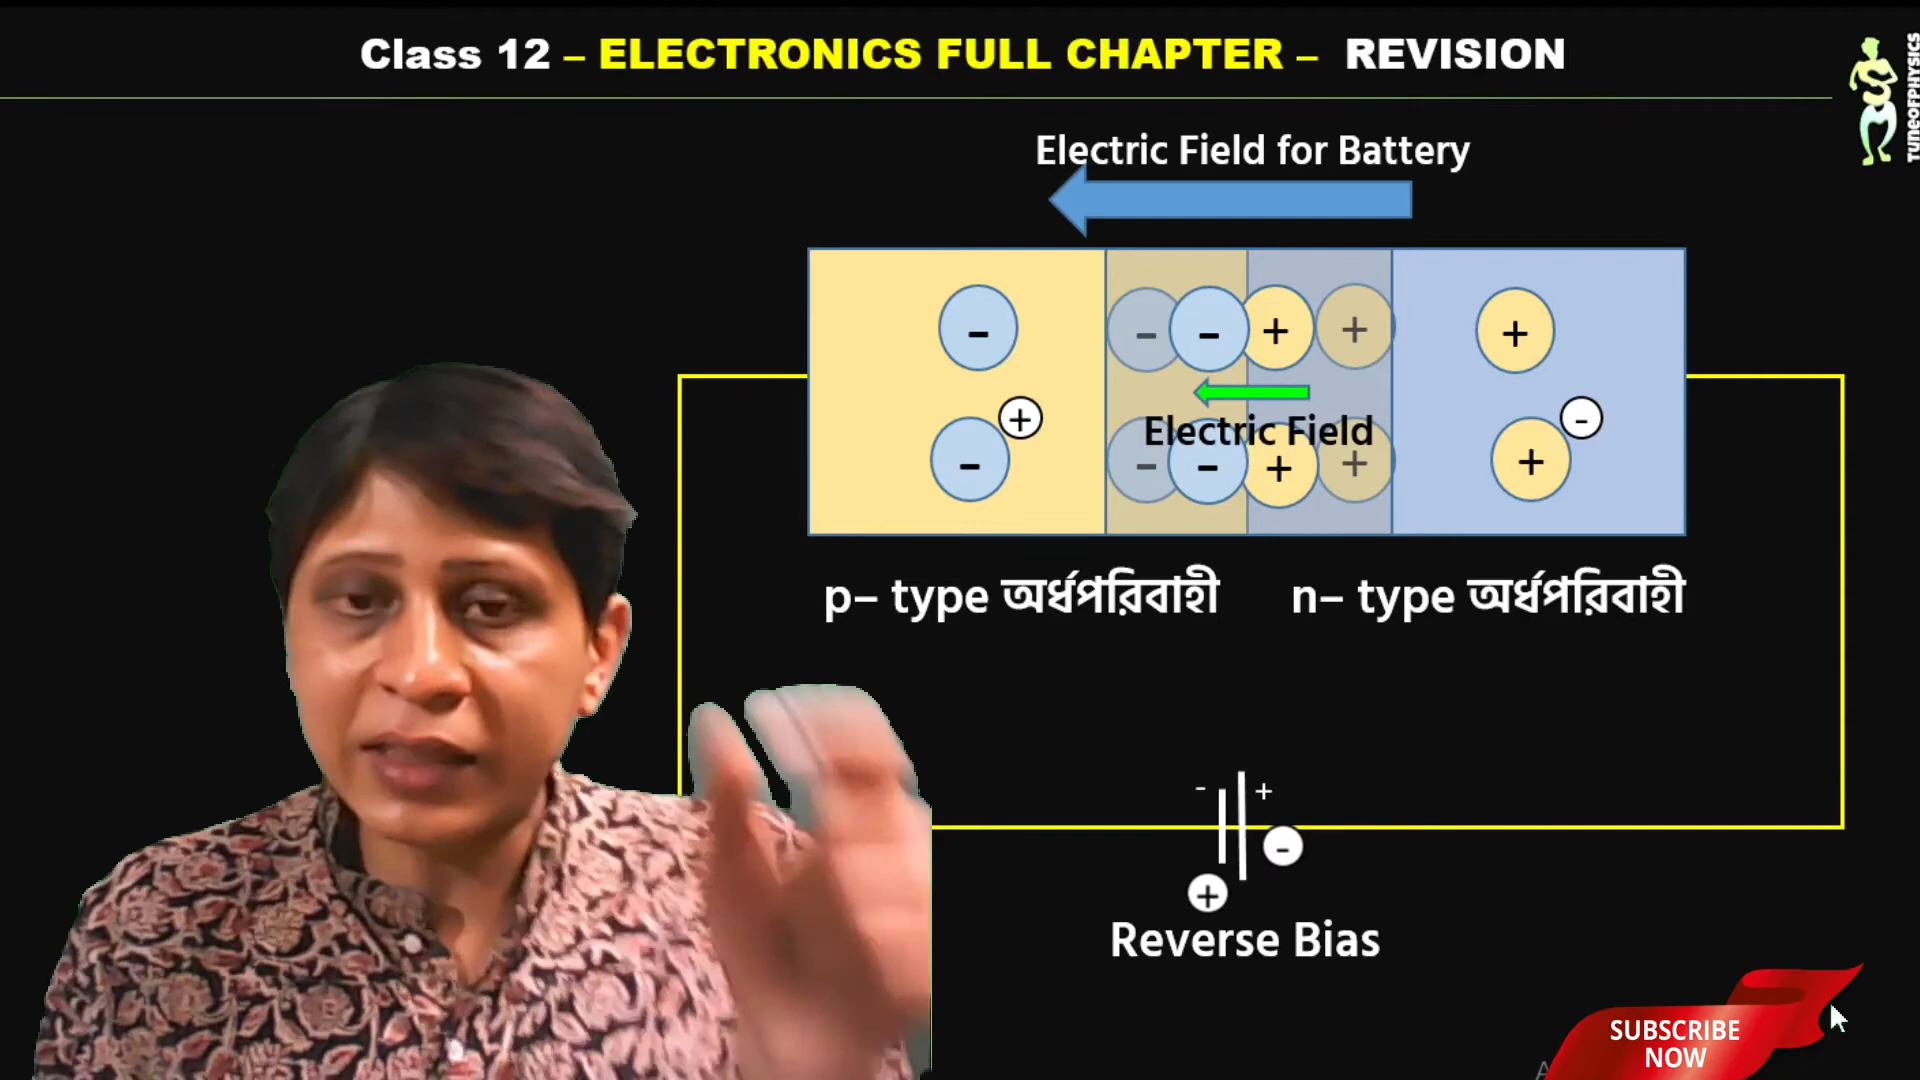 Class 12 – ELECTRONICS FULL CHAPTER – REVISION
TUNEOFPHYSICS
Electric Field for Battery
- - - + + +
+ -
Electric Field
- - - + + +
p– type অর্ধপরিবাহী n– type অর্ধপরিবাহী
- +
-
+
Reverse Bias
SUBSCRIBE
NOW